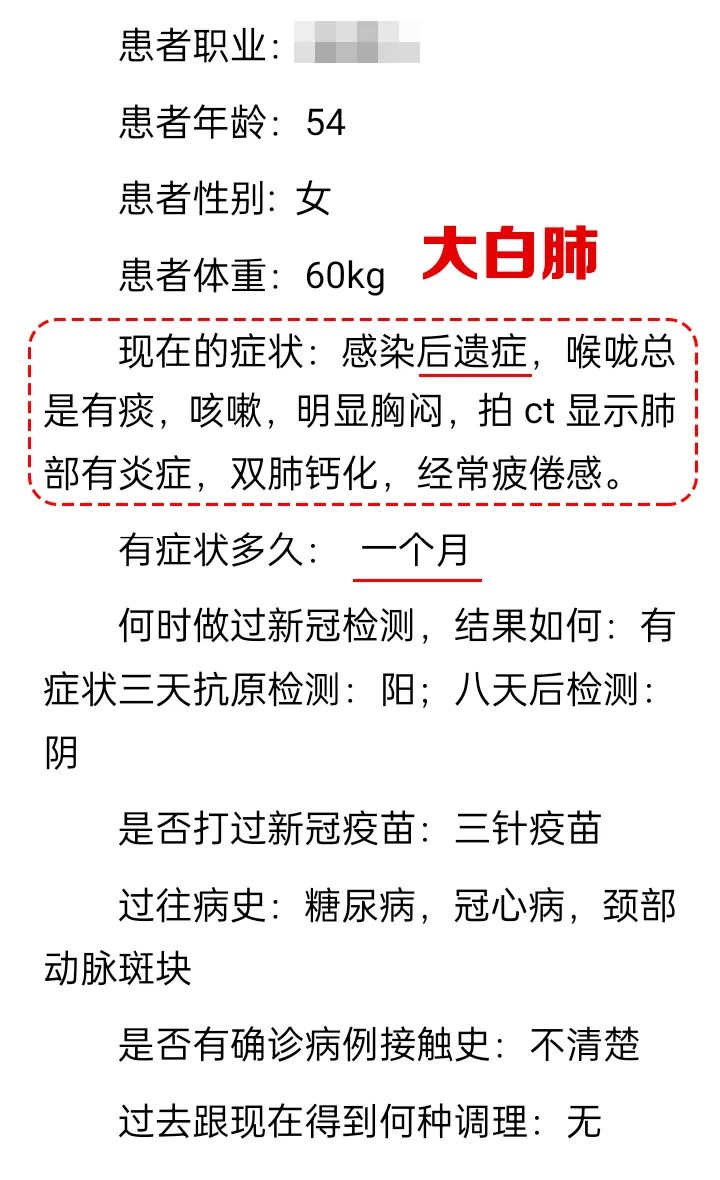 患者职业：
患者年龄：54
患者性别：女
大白肺
患者体重：60kg
现在的症状：感染后遗症，喉咙总
是有痰，咳嗽，明显胸闷，拍 ct 显示肺
部有炎症，双肺钙化，经常疲倦感。
有症状多久：一个月
何时做过新冠检测，结果如何：有
症状三天抗原检测：阳；八天后检测：
阴
是否打过新冠疫苗：三针疫苗
过往病史：糖尿病，冠心病，颈部
动脉斑块
是否有确诊病例接触史：不清楚
过去跟现在得到何种调理：无